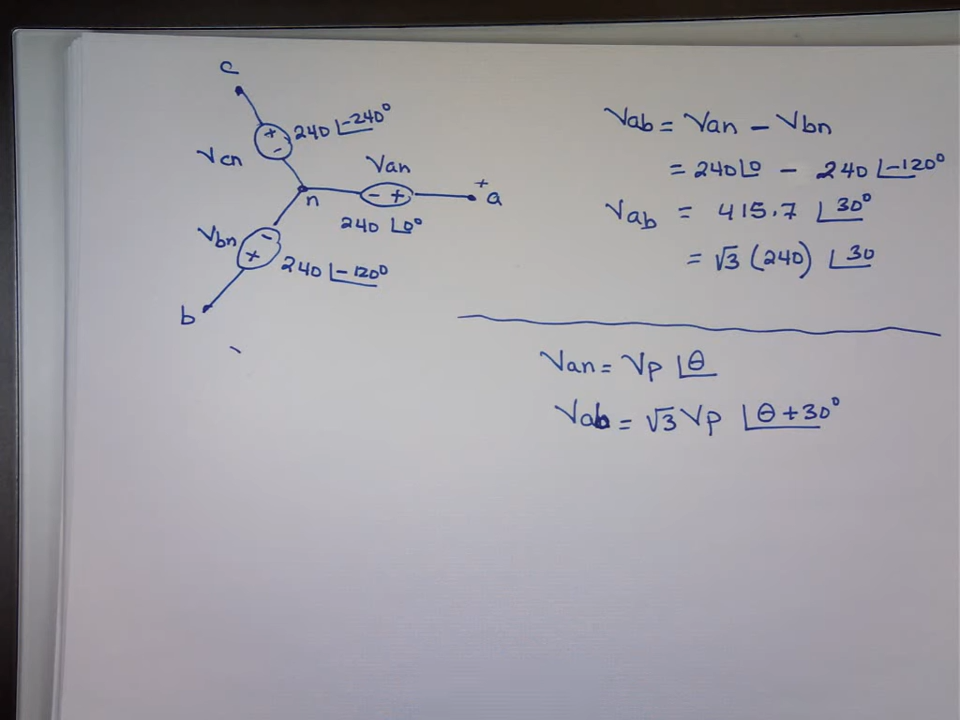 c
240 ∠-240°
Vcn
Van
n
+ a
240 ∠0°
Vbn
240 ∠-120°
b
Vab = Van - Vbn
= 240∠0 - 240 ∠-120°
Vab = 415.7 ∠30°
= √3 (240) ∠30
Van = Vp ∠θ
Vab = √3 Vp ∠θ+30°